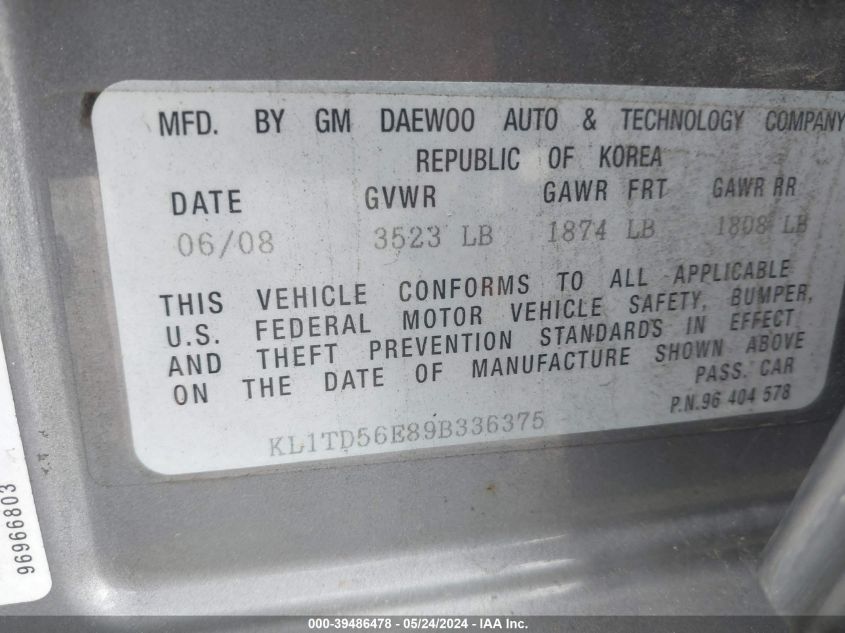 MFD. BY GM DAEWOO AUTO & TECHNOLOGY COMPANY
REPUBLIC OF KOREA
DATE GVWR GAWR FRT GAWR RR
06/08 3523 LB 1874 LB 1808 LB
THIS VEHICLE CONFORMS TO ALL APPLICABLE
U.S. FEDERAL MOTOR VEHICLE SAFETY, BUMPER,
AND THEFT PREVENTION STANDARDS IN EFFECT
ON THE DATE OF MANUFACTURE SHOWN ABOVE
PASS. CAR
P.N.96 404 578
KL1TD56E89B336375
96966803
000-39486478 - 05/24/2024 - IAA Inc.